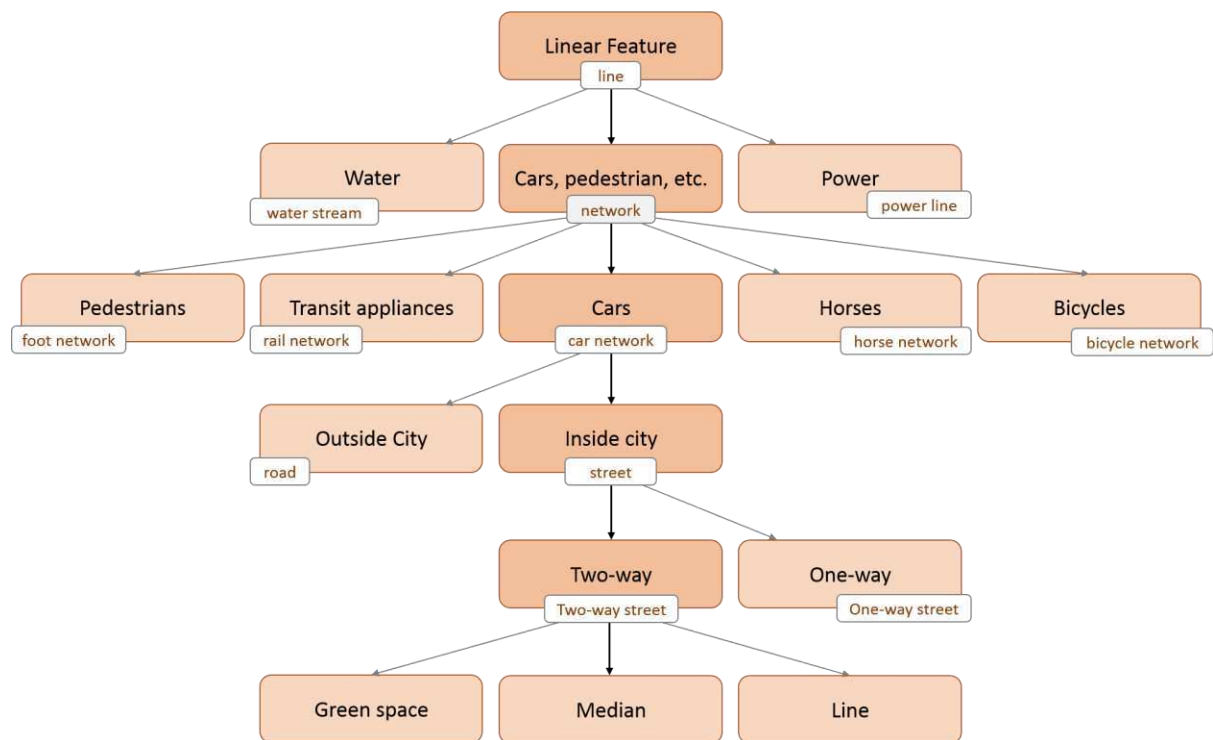 Linear Feature
line
Water
water stream
Cars, pedestrian, etc.
network
Power
power line
Pedestrians
foot network
Transit appliances
rail network
Cars
car network
Horses
horse network
Bicycles
bicycle network
Outside City
road
Inside city
street
Two-way
Two-way street
One-way
One-way street
Green space
Median
Line